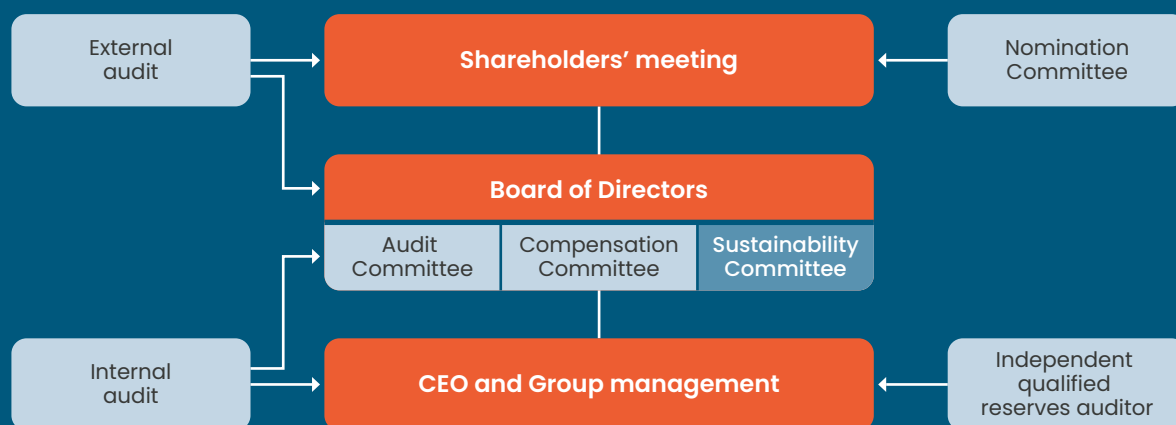 External
audit
Shareholders’ meeting
Nomination
Committee
Board of Directors
Audit
Committee
Compensation
Committee
Sustainability
Committee
Internal
audit
CEO and Group management
Independent
qualified
reserves auditor